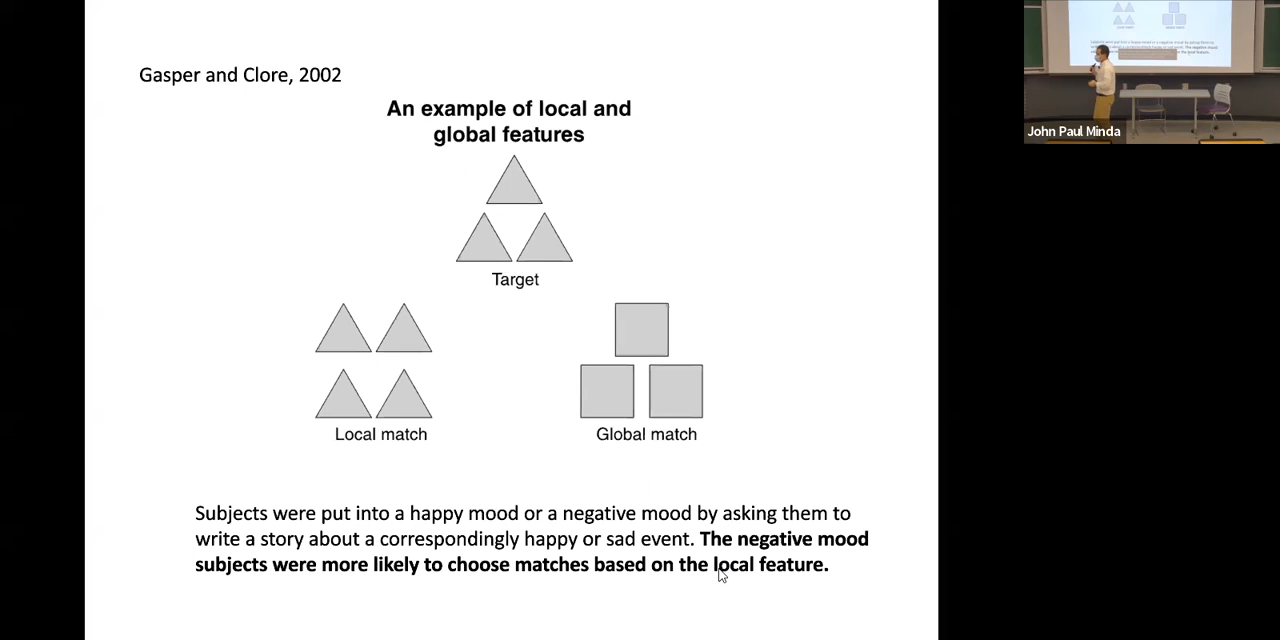 Gasper and Clore, 2002
An example of local and
global features
Target
Local match
Global match
Subjects were put into a happy mood or a negative mood by asking them to
write a story about a correspondingly happy or sad event. The negative mood
subjects were more likely to choose matches based on the local feature.
John Paul Minda